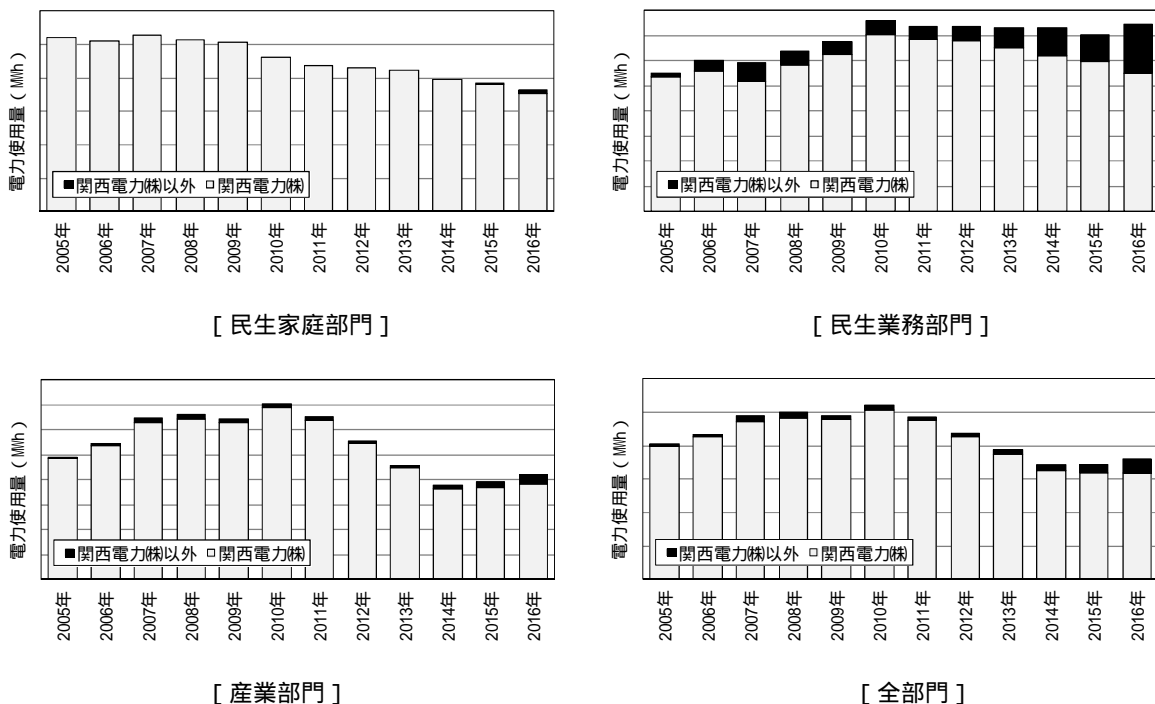 電力使用量（MWh）
■関西電力㈱以外 □関西電力㈱
2005年 2006年 2007年 2008年 2009年 2010年 2011年 2012年 2013年 2014年 2015年 2016年
[ 民生家庭部門 ]
電力使用量（MWh）
■関西電力㈱以外 □関西電力㈱
2005年 2006年 2007年 2008年 2009年 2010年 2011年 2012年 2013年 2014年 2015年 2016年
[ 民生業務部門 ]
電力使用量（MWh）
■関西電力㈱以外 □関西電力㈱
2005年 2006年 2007年 2008年 2009年 2010年 2011年 2012年 2013年 2014年 2015年 2016年
[ 産業部門 ]
電力使用量（MWh）
■関西電力㈱以外 □関西電力㈱
2005年 2006年 2007年 2008年 2009年 2010年 2011年 2012年 2013年 2014年 2015年 2016年
[ 全部門 ]